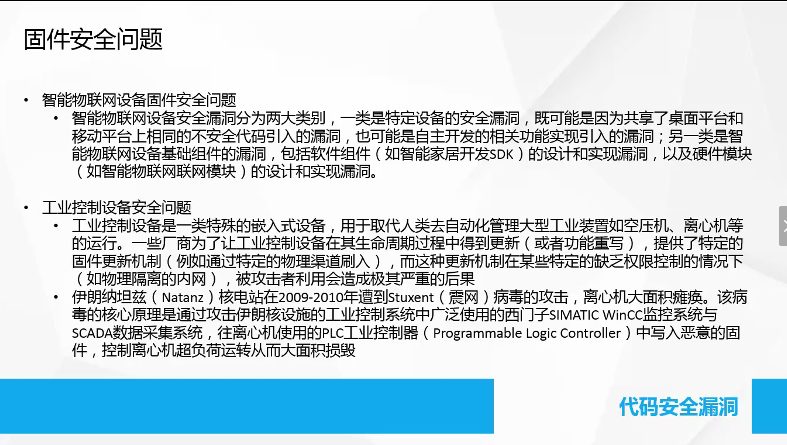 固件安全问题
• 智能物联网设备固件安全问题
• 智能物联网设备安全漏洞分为两大类别，一类是特定设备的安全漏洞，既可能是因为共享了桌面平台和
移动平台上相同的不安全代码引入的漏洞，也可能是自主开发的相关功能实现引入的漏洞；另一类是智
能物联网设备基础组件的漏洞，包括软件组件（如智能家居开发SDK）的设计和实现漏洞，以及硬件模块
（如智能物联网联网模块）的设计和实现漏洞。
• 工业控制设备安全问题
• 工业控制设备是一类特殊的嵌入式设备，用于取代人类去自动化管理大型工业装置如空压机、离心机等
的运行。一些厂商为了让工业控制设备在其生命周期过程中得到更新（或者功能重写），提供了特定的
固件更新机制（例如通过特定的物理渠道刷入），而这种更新机制在某些特定的缺乏权限控制的情况下
（如物理隔离的内网），被攻击者利用会造成极其严重的后果
• 伊朗纳坦兹（Natanz）核电站在2009-2010年遭到Stuxent（震网）病毒的攻击，离心机大面积瘫痪。该病
毒的核心原理是通过攻击伊朗核设施的工业控制系统中广泛使用的西门子SIMATIC WinCC监控系统与
SCADA数据采集系统，往离心机使用的PLC工业控制器（Programmable Logic Controller）中写入恶意的固
件，控制离心机超负荷运转从而大面积损毁
代码安全漏洞